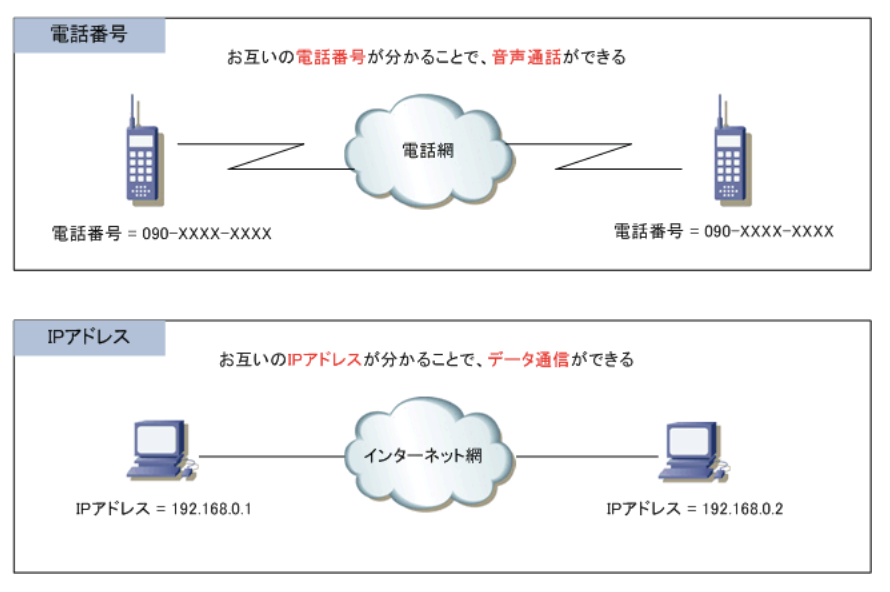 電話番号
お互いの電話番号が分かることで、音声通話ができる
電話網
電話番号 = 090-XXXX-XXXX
電話番号 = 090-XXXX-XXXX
IPアドレス
お互いのIPアドレスが分かることで、データ通信ができる
インターネット網
IPアドレス = 192.168.0.1
IPアドレス = 192.168.0.2